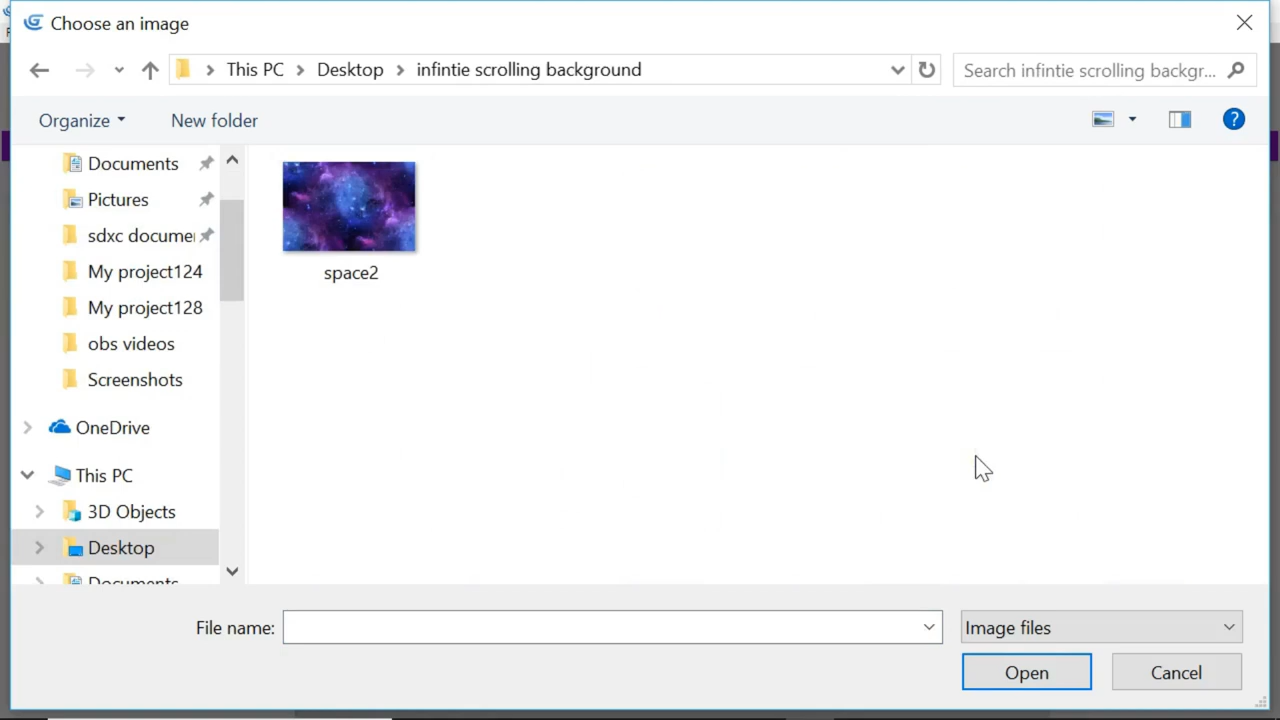 Choose an image
This PC
Desktop
infintie scrolling background
Search infintie scrolling backgr...
Organize
New folder
?
Documents
Pictures
sdxc docume
My project124
My project128
obs videos
Screenshots
OneDrive
This PC
3D Objects
Desktop
Documents
space2
File name:
Image files
Open
Cancel